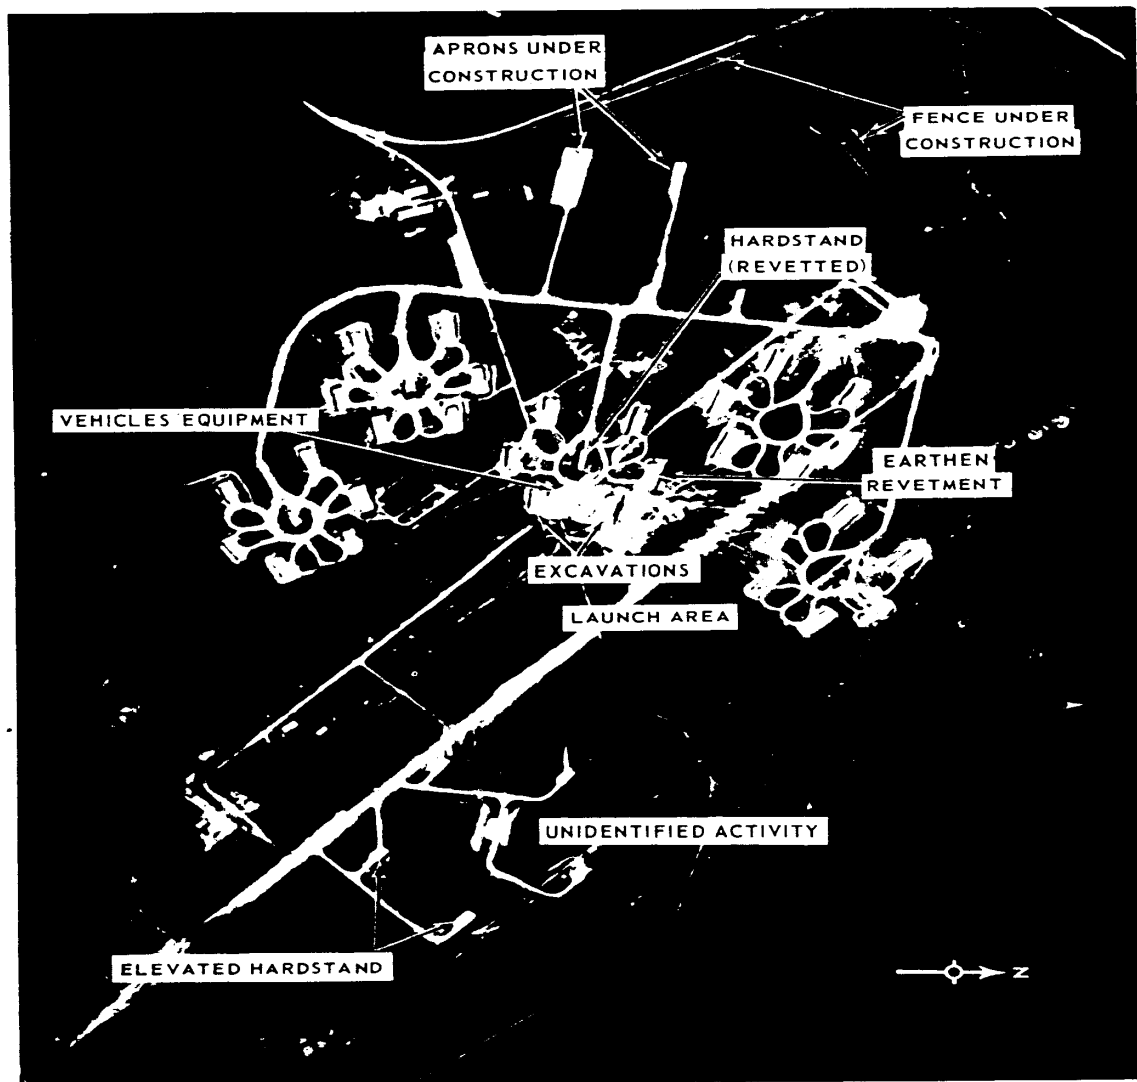 APRONS UNDER
CONSTRUCTION
FENCE UNDER
CONSTRUCTION
HARDSTAND
(REVETTED)
VEHICLES EQUIPMENT
EARTHEN
REVETMENT
EXCAVATIONS
LAUNCH AREA
UNIDENTIFIED ACTIVITY
ELEVATED HARDSTAND
N